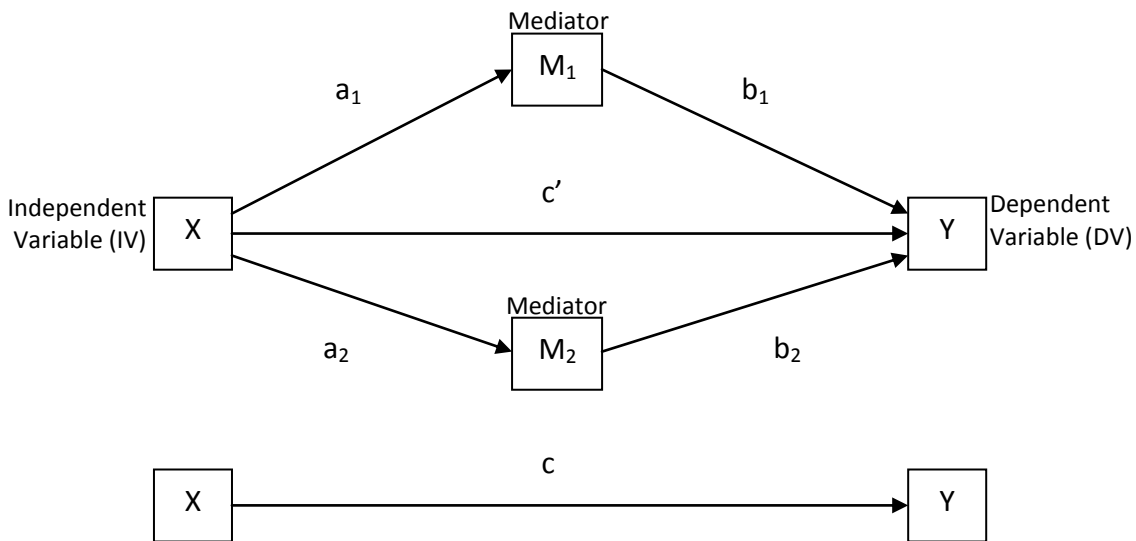 Mediator
M₁
a₁
b₁
c’
Independent
Variable (IV)
X
Y
Dependent
Variable (DV)
Mediator
M₂
a₂
b₂
c
X
Y